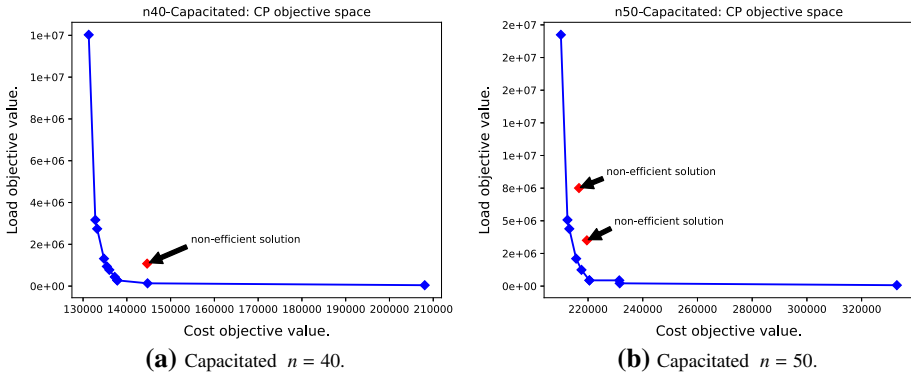 n40-Capacitated: CP objective space
Load objective value.
1e+07
1e+07
8e+06
6e+06
4e+06
2e+06
0e+00
non-efficient solution
130000 140000 150000 160000 170000 180000 190000 200000 210000
Cost objective value.
(a) Capacitated n = 40.
n50-Capacitated: CP objective space
Load objective value.
2e+07
2e+07
2e+07
1e+07
1e+07
8e+06
5e+06
2e+06
0e+00
non-efficient solution
non-efficient solution
220000 240000 260000 280000 300000 320000
Cost objective value.
(b) Capacitated n = 50.